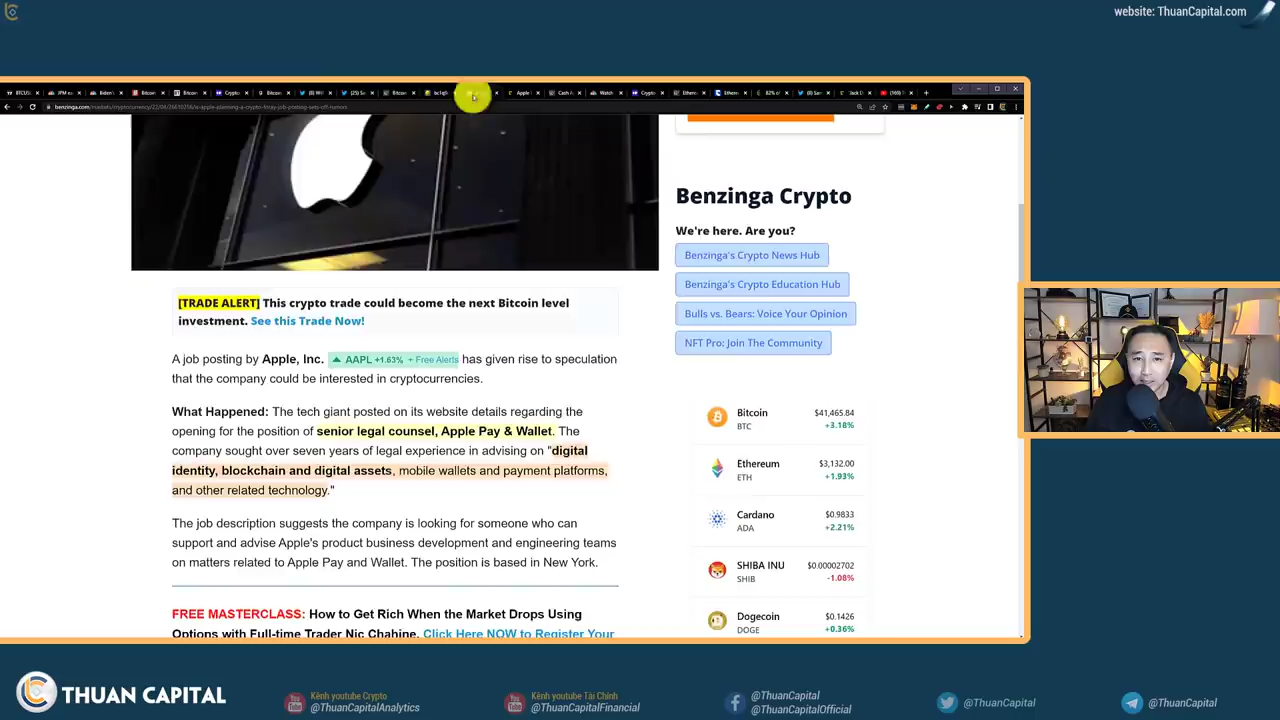 website: ThuanCapital.com
Bitcoin
Crypto
benzinga.com
Benzinga Crypto
We're here. Are you?
Benzinga's Crypto News Hub
Benzinga's Crypto Education Hub
Bulls vs. Bears: Voice Your Opinion
NFT Pro: Join The Community
[TRADE ALERT] This crypto trade could become the next Bitcoin level
investment. See this Trade Now!
A job posting by Apple, Inc. ▲ AAPL +1.63% + Free Alerts has given rise to speculation
that the company could be interested in cryptocurrencies.
What Happened: The tech giant posted on its website details regarding the
opening for the position of senior legal counsel, Apple Pay & Wallet. The
company sought over seven years of legal experience in advising on "digital
identity, blockchain and digital assets, mobile wallets and payment platforms,
and other related technology."
The job description suggests the company is looking for someone who can
support and advise Apple's product business development and engineering teams
on matters related to Apple Pay and Wallet. The position is based in New York.
FREE MASTERCLASS: How to Get Rich When the Market Drops Using
Options with Full-time Trader Nic Chahine. Click Here NOW to Register Your
Bitcoin $41,465.84
BTC +3.18%
Ethereum $3,132.00
ETH +1.93%
Cardano $0.9833
ADA +2.21%
SHIBA INU $0.00002702
SHIB -1.08%
Dogecoin $0.1426
DOGE +0.36%
THUAN CAPITAL
Kênh youtube Crypto
@ThuanCapitalAnalytics
Kênh youtube Tài Chính
@ThuanCapitalFinancial
@ThuanCapital
@ThuanCapitalOfficial
@ThuanCapital
@ThuanCapital